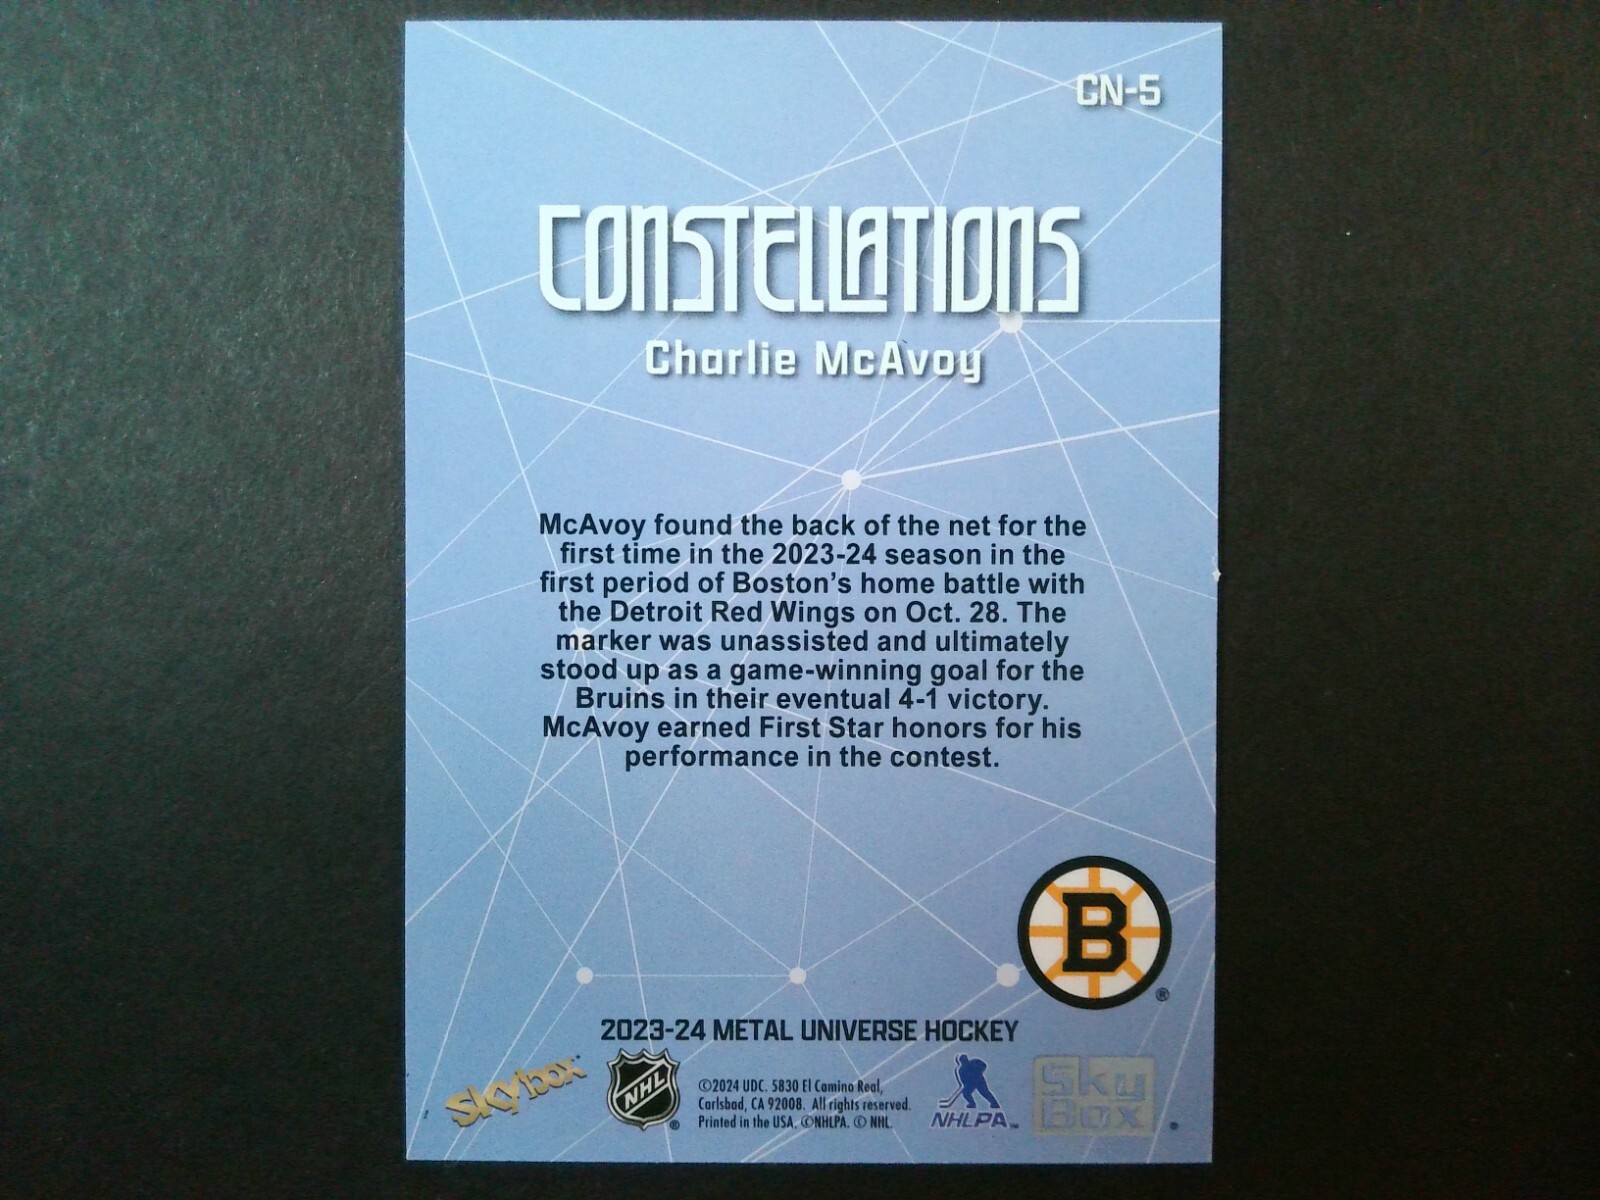 CN-5
CONSTELLATIONS
Charlie McAvoy
McAvoy found the back of the net for the
first time in the 2023-24 season in the
first period of Boston's home battle with
the Detroit Red Wings on Oct. 28. The
marker was unassisted and ultimately
stood up as a game-winning goal for the
Bruins in their eventual 4-1 victory.
McAvoy earned First Star honors for his
performance in the contest.
B
®
2023-24 METAL UNIVERSE HOCKEY
skybox
NHL ®
©2024 UDC. 5830 El Camino Real,
Carlsbad, CA 92008. All rights reserved.
Printed in the USA. ©NHLPA. © NHL.
NHLPA™
Sky
Box